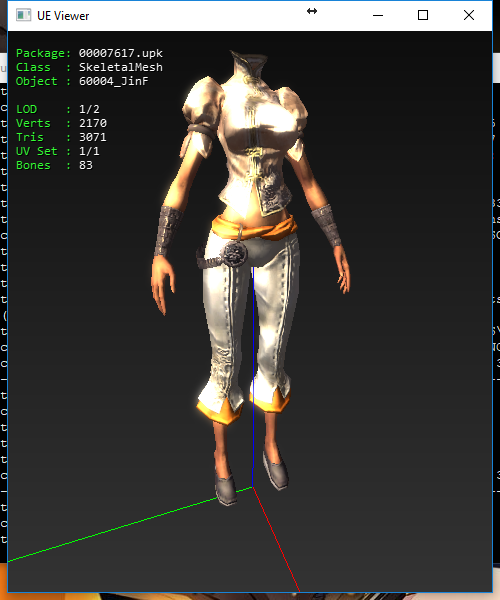 UE Viewer
Package: 00007617.upk
Class : SkeletalMesh
Object : 60004_JinF
LOD : 1/2
Verts : 2170
Tris : 3071
UV Set : 1/1
Bones : 83